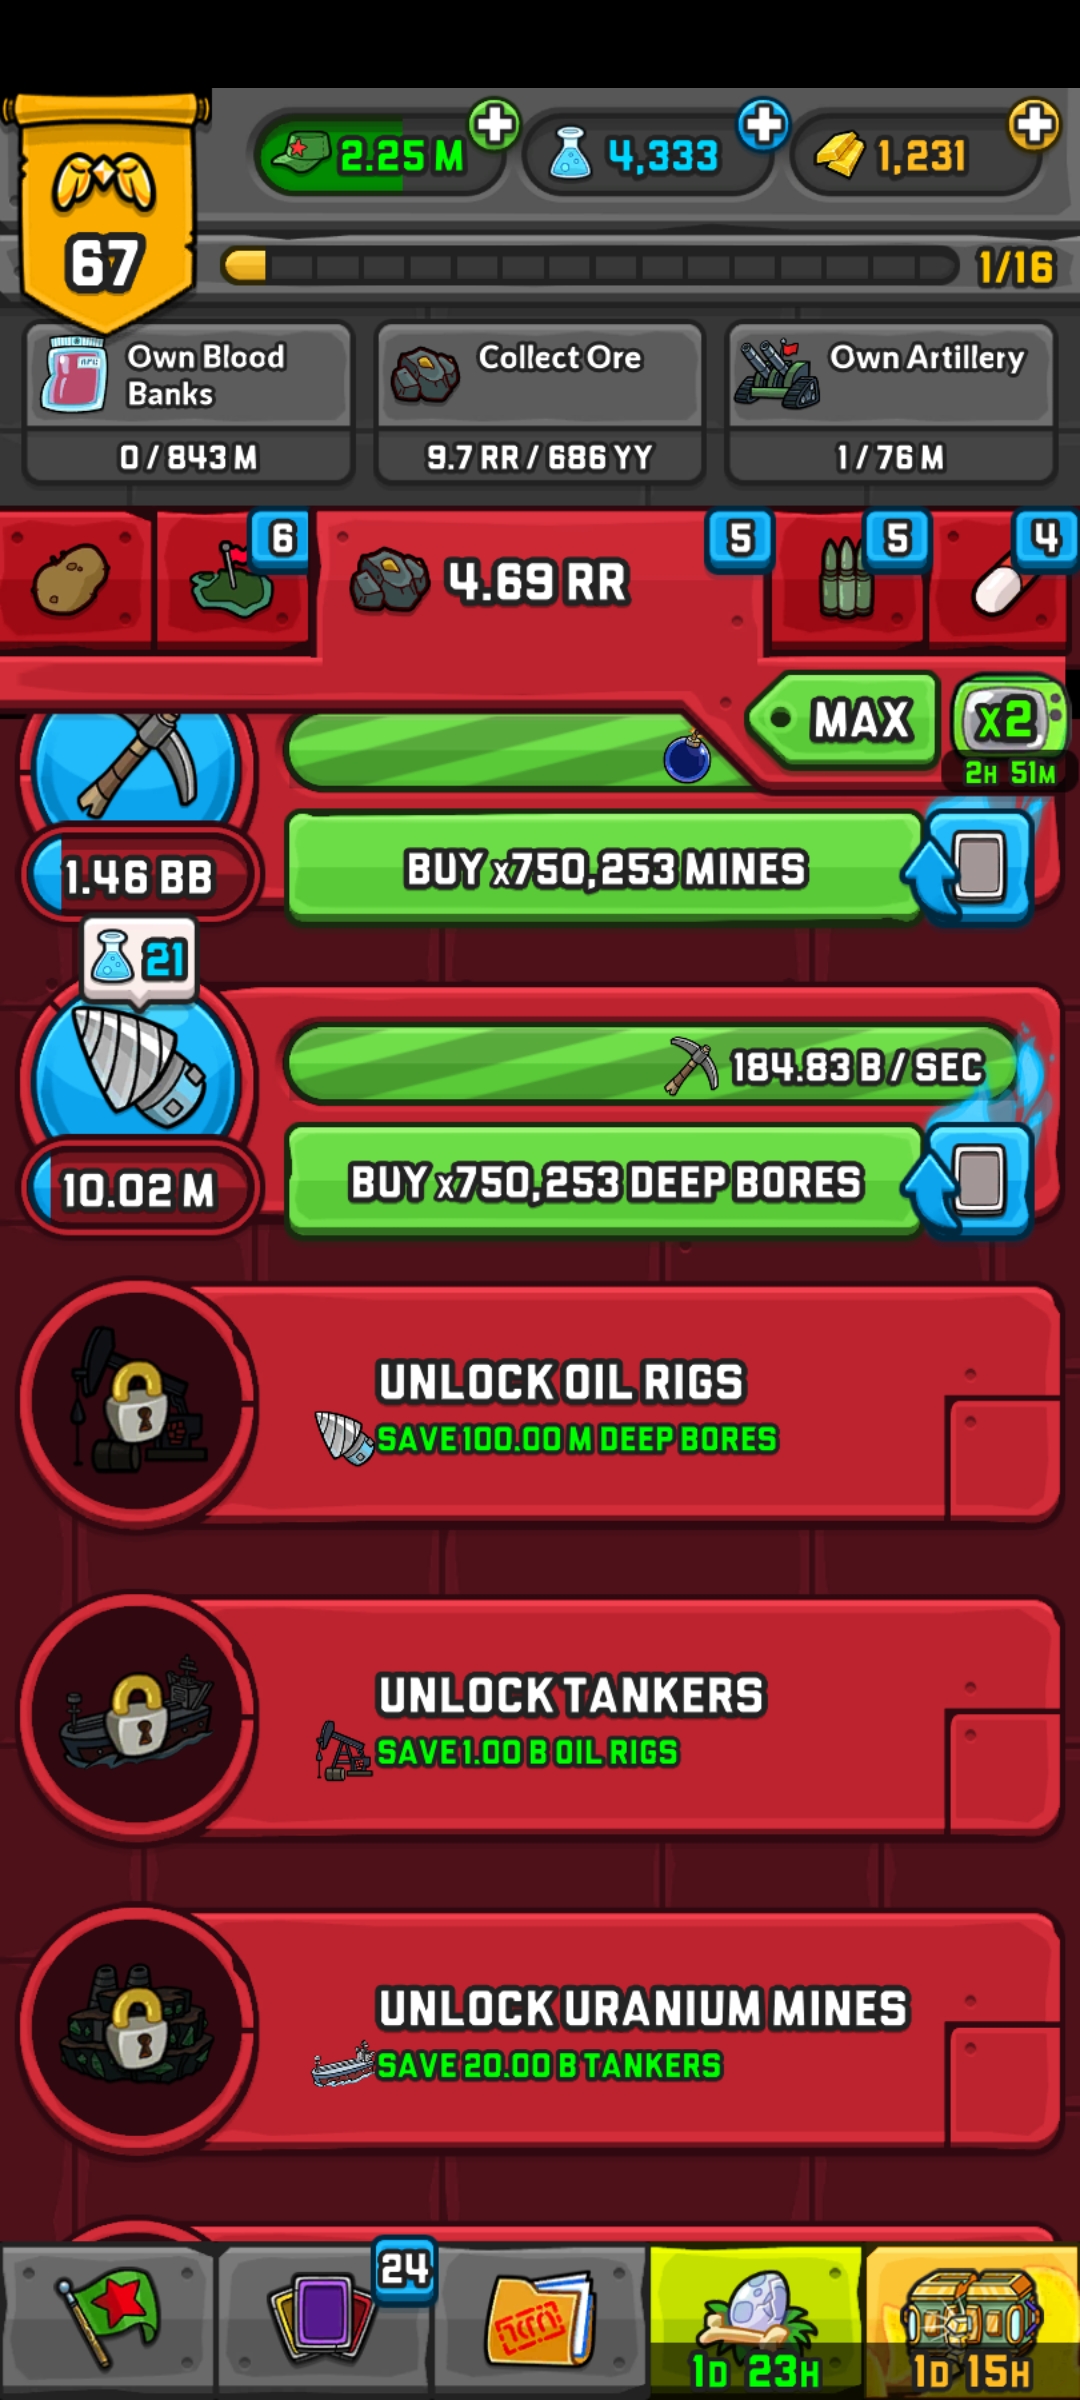 2.25 M
4,333
1,231
67
1/16
Own Blood
Banks
0 / 843 M
Collect Ore
9.7 RR / 686 YY
Own Artillery
1 / 76 M
6
4.69 RR
5
5
4
MAX
x2
2H 51M
1.46 BB
BUY x750,253 MINES
21
184.83 B / SEC
10.02 M
BUY x750,253 DEEP BORES
UNLOCK OIL RIGS
SAVE 100.00 M DEEP BORES
UNLOCK TANKERS
SAVE 1.00 B OIL RIGS
UNLOCK URANIUM MINES
SAVE 20.00 B TANKERS
24
1D 23H
1D 15H